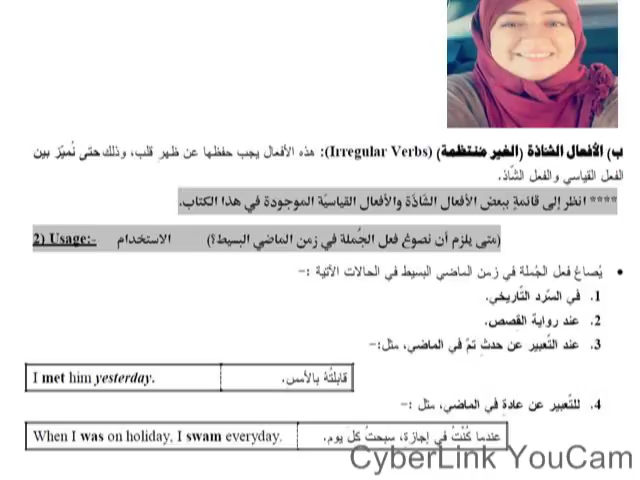 ب) الأفعال الشاذة (الغير منتظمة) (Irregular Verbs): هذه الأفعال يجب حفظها عن ظهر قلب، وذلك حتى نُميّز بين
الفعل القياسي والفعل الشّاذ.
**** انظر إلى قائمةٍ ببعض الأفعال الشّاذّة والأفعال القياسيّة الموجودة في هذا الكتاب.
2) Usage:- الاستخدام (متى يلزم أن نصوغ فعل الجُملة في زمن الماضي البسيط؟)
• يُصاغ فعل الجُملة في زمن الماضي البسيط في الحالات الآتية :-
1. في السّرد التّاريخي.
2. عند رواية القصص.
3. عند التّعبير عن حدثٍ تمّ في الماضي، مثل:-
I met him yesterday. قابلتُهُ بالأمس.
4. للتّعبير عن عادةٍ في الماضي، مثل :-
When I was on holiday, I swam everyday. عندما كُنْتُ في إجازة، سبحتُ كلّ يوم.
CyberLink YouCam